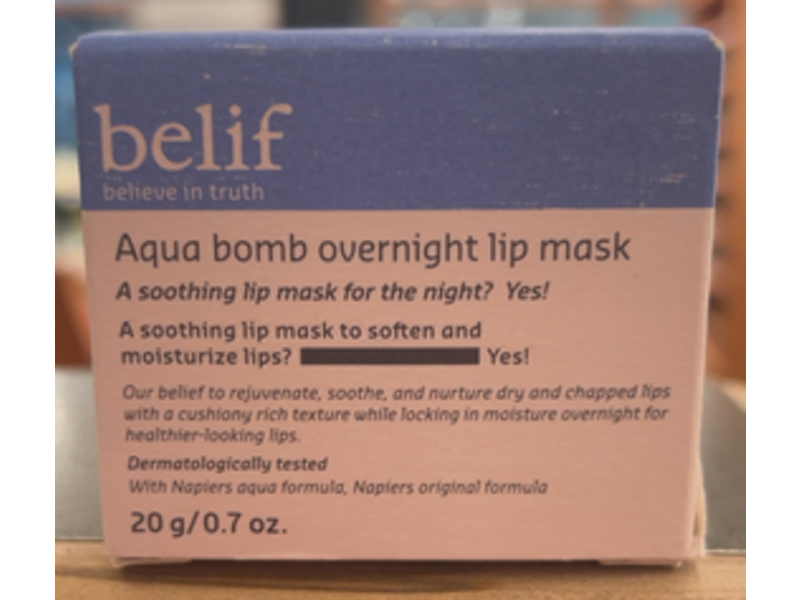 belief
believe in truth
Aqua bomb overnight lip mask
A soothing lip mask for the night? Yes!
A soothing lip mask to soften and
moisturize lips? Yes!
Our belief to rejuvenate, soothe, and nurture dry and chapped lips
with a cushiony rich texture while locking in moisture overnight for
healthier-looking lips.
Dermatologically tested
With Napiers aqua formula, Napiers original formula
20 g/0.7 oz.